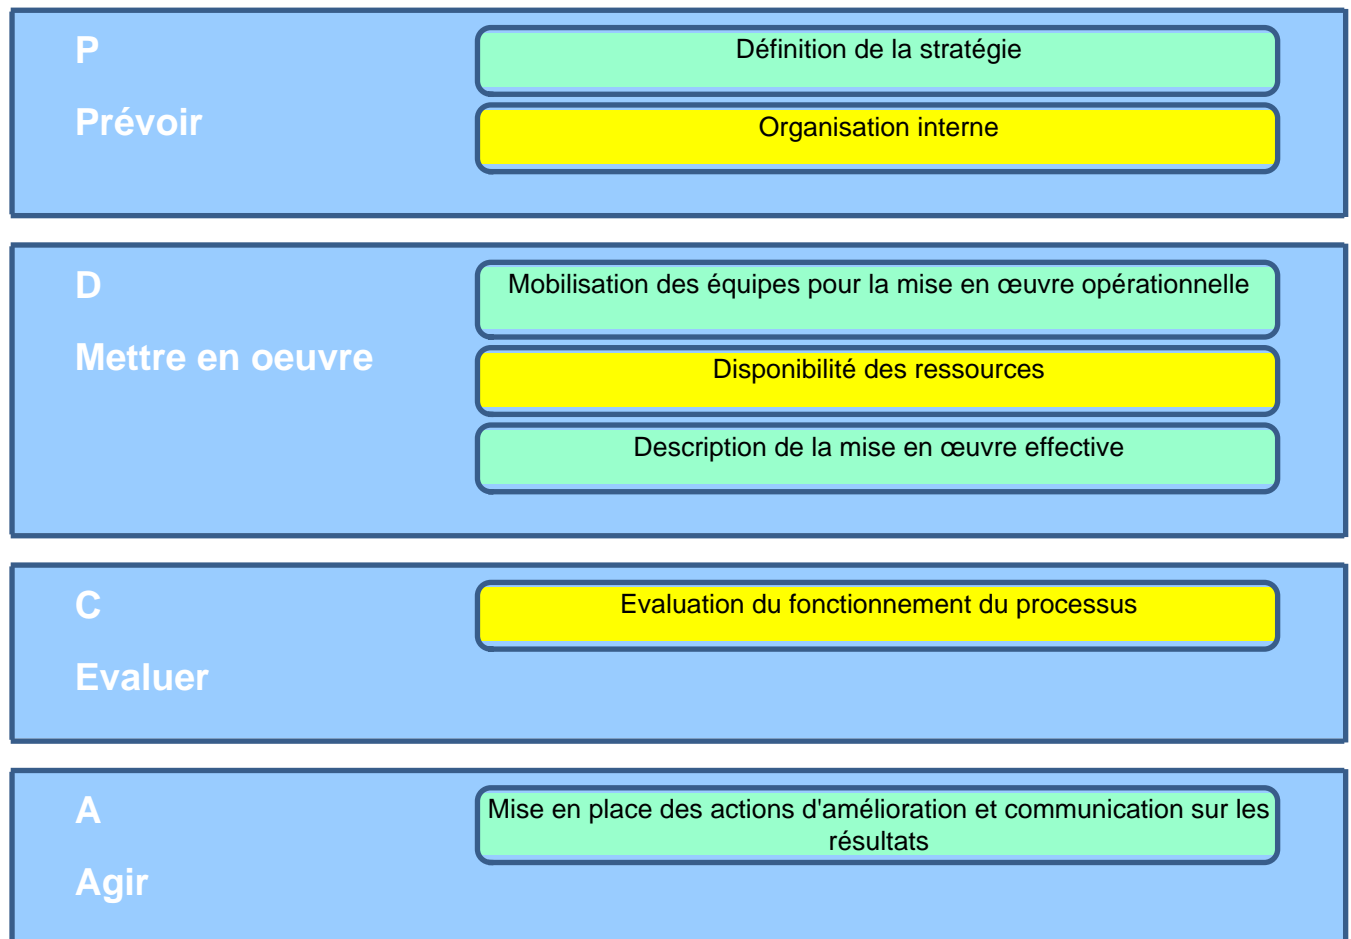 P
Définition de la stratégie
Prévoir
Organisation interne
D
Mobilisation des équipes pour la mise en œuvre opérationnelle
Mettre en oeuvre
Disponibilité des ressources
Description de la mise en œuvre effective
C
Evaluation du fonctionnement du processus
Evaluer
A
Mise en place des actions d'amélioration et communication sur les
résultats
Agir